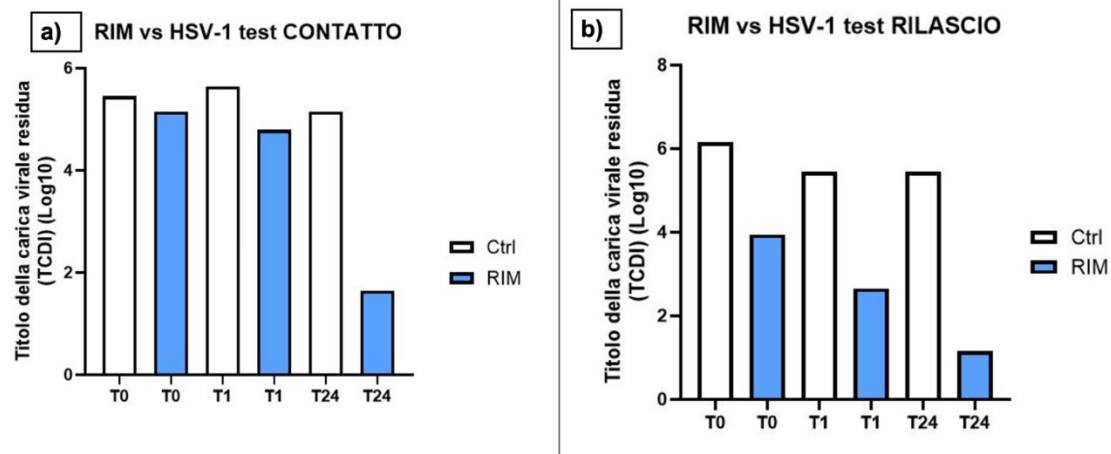 a)
RIM vs HSV-1 test CONTATTO
Titolo della carica virale residua
(TCDI) (Log10)
6
4
2
0
T0 T0 T1 T1 T24 T24
Ctrl
RIM
b)
RIM vs HSV-1 test RILASCIO
Titolo della carica virale residua
(TCDI) (Log10)
8
6
4
2
0
T0 T0 T1 T1 T24 T24
Ctrl
RIM